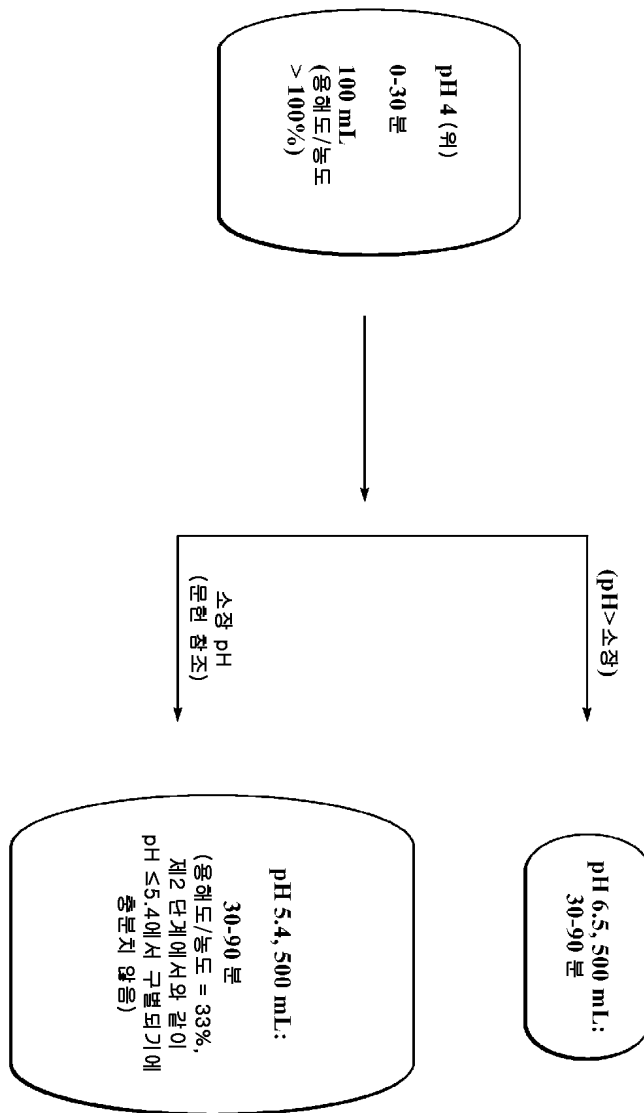 pH 4 (위)
0-30 분
100 mL
(용해도/농도
> 100%)
(pH>소장)
소장 pH
(문헌 참조)
pH 6.5, 500 mL:
30-90 분
pH 5.4, 500 mL:
30-90 분
(용해도/농도 = 33%,
제2 단계에서와 같이
pH ≤5.4에서 구별되기에
충분치 않음)